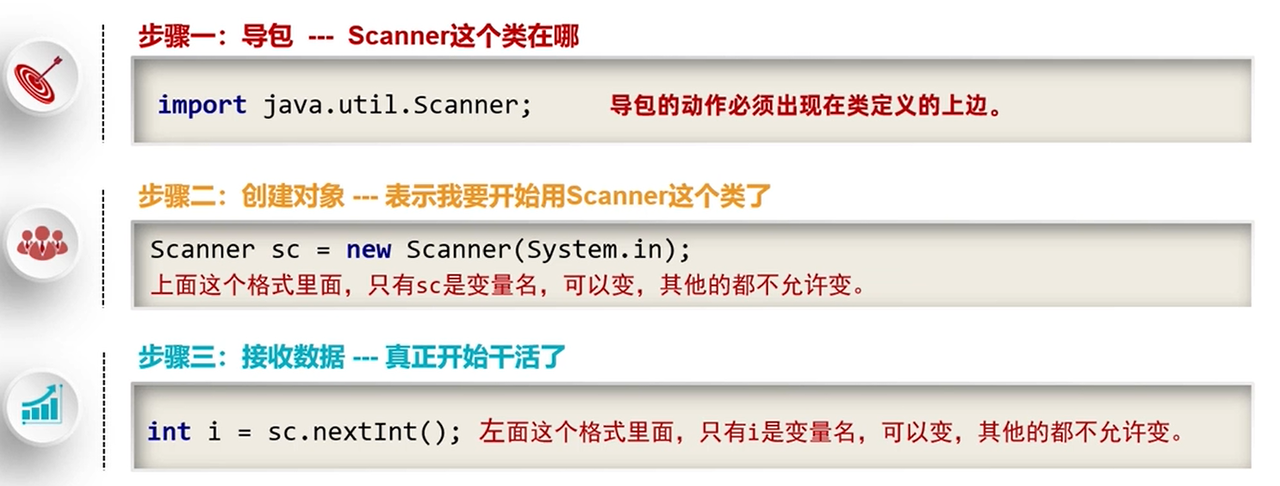 步骤一：导包 --- Scanner这个类在哪
import java.util.Scanner; 导包的动作必须出现在类定义的上边。
步骤二：创建对象 --- 表示我要开始用Scanner这个类了
Scanner sc = new Scanner(System.in);
上面这个格式里面，只有sc是变量名，可以变，其他的都不允许变。
步骤三：接收数据 --- 真正开始干活了
int i = sc.nextInt(); 左面这个格式里面，只有i是变量名，可以变，其他的都不允许变。